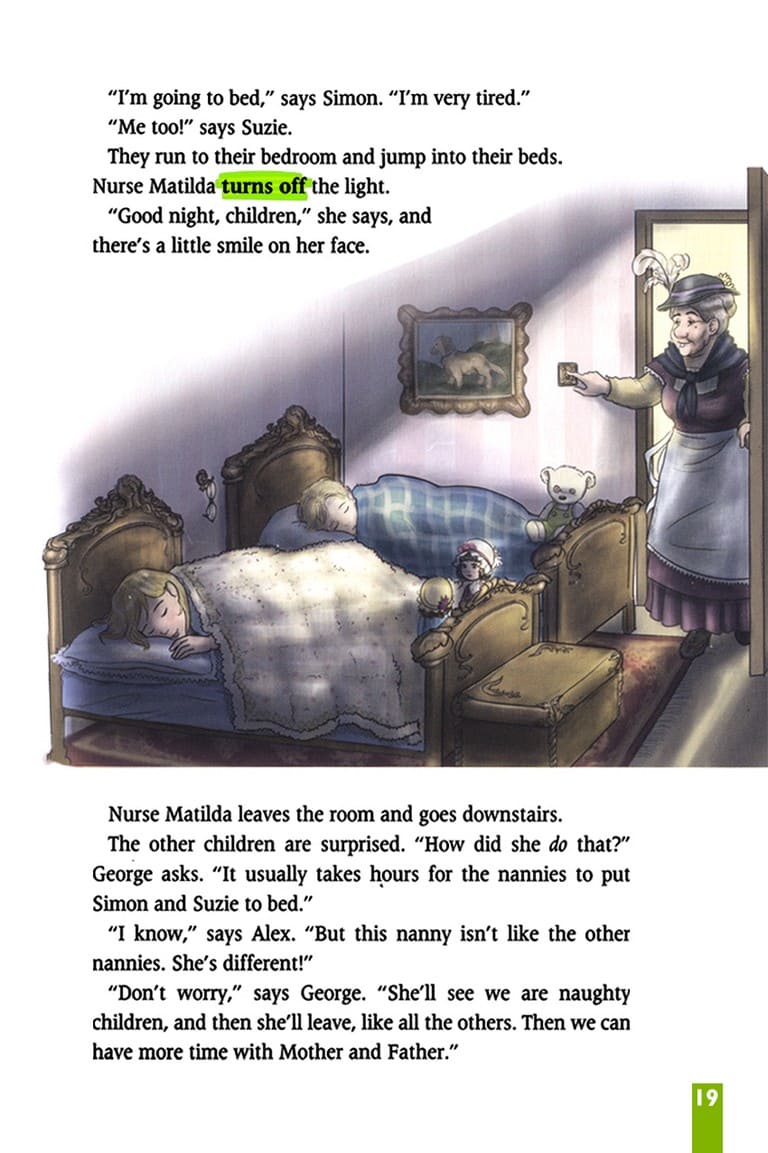 “I’m going to bed,” says Simon. “I’m very tired.”
“Me too!” says Suzie.
They run to their bedroom and jump into their beds.
Nurse Matilda turns off the light.
“Good night, children,” she says, and
there’s a little smile on her face.
Nurse Matilda leaves the room and goes downstairs.
The other children are surprised. “How did she do that?”
George asks. “It usually takes hours for the nannies to put
Simon and Suzie to bed.”
“I know,” says Alex. “But this nanny isn’t like the other
nannies. She’s different!”
“Don’t worry,” says George. “She’ll see we are naughty
children, and then she’ll leave, like all the others. Then we can
have more time with Mother and Father.”
19